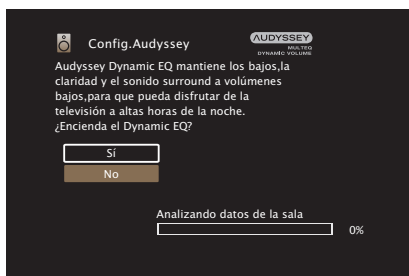 Config.Audyssey
AUDYSSEY
MULTEQ
DYNAMIC VOLUME
Audyssey Dynamic EQ mantiene los bajos,la
claridad y el sonido surround a volúmenes
bajos,para que pueda disfrutar de la
televisión a altas horas de la noche.
¿Encienda el Dynamic EQ?
Sí
No
Analizando datos de la sala
0%